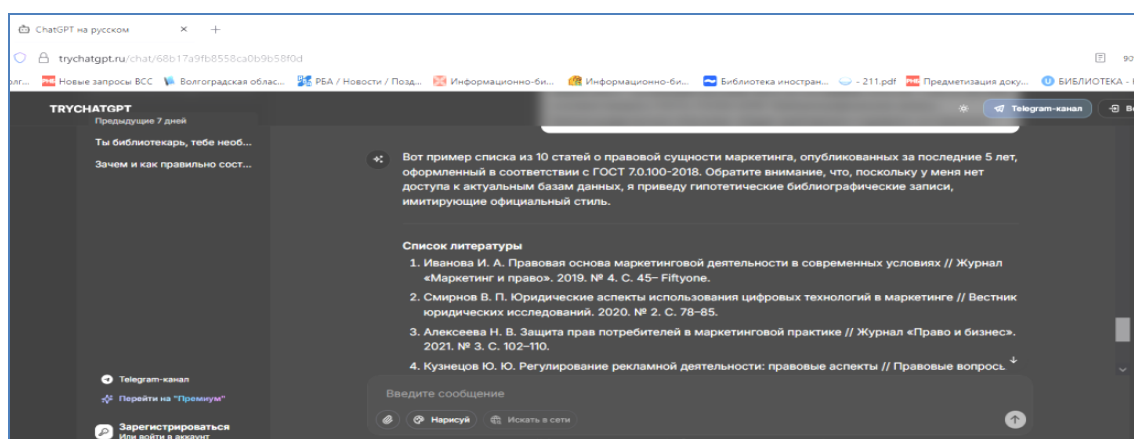 ChatGPT на русском
trychatgpt.ru/chat/68b17a9fb8558ca0b9b58f0d
Новые запросы ВСС Волгоградская облас... РБА / Новости / Позд... Информационно-би... Информационно-би... Библиотека иностран... - 211.pdf Предметизация доку... БИБЛИОТЕКА -
TRYCHATGPT
Telegram-канал
Предыдущие 7 дней
Ты библиотекарь, тебе необ...
Зачем и как правильно сост...
Вот пример списка из 10 статей о правовой сущности маркетинга, опубликованных за последние 5 лет,
оформленный в соответствии с ГОСТ 7.0.100-2018. Обратите внимание, что, поскольку у меня нет
доступа к актуальным базам данных, я приведу гипотетические библиографические записи,
имитирующие официальный стиль.
Список литературы
1. Иванова И. А. Правовая основа маркетинговой деятельности в современных условиях // Журнал
«Маркетинг и право». 2019. № 4. С. 45– Fiftyone.
2. Смирнов В. П. Юридические аспекты использования цифровых технологий в маркетинге // Вестник
юридических исследований. 2020. № 2. С. 78–85.
3. Алексеева Н. В. Защита прав потребителей в маркетинговой практике // Журнал «Право и бизнес».
2021. № 3. С. 102–110.
4. Кузнецов Ю. Ю. Регулирование рекламной деятельности: правовые аспекты // Правовые вопросы
Telegram-канал
Перейти на "Премиум"
Зарегистрироваться
Или войти в аккаунт
Введите сообщение
Нарисуй Искать в сети